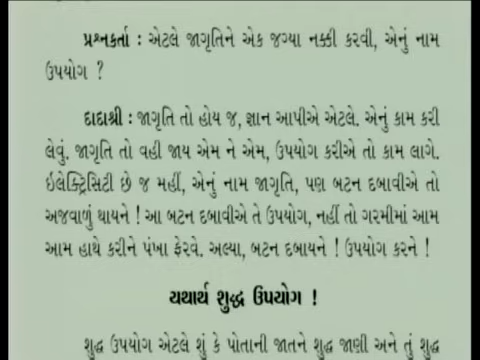 પ્રશ્નકર્તા : એટલે જાગૃતિને એક જગ્યા નક્કી કરવી, એનું નામ
ઉપયોગ ?
દાદાશ્રી : જાગૃતિ તો હોય જ, જ્ઞાન આપીએ એટલે. એનું કામ કરી
લેવું. જાગૃતિ તો વહી જાય એમ ને એમ, ઉપયોગ કરીએ તો કામ લાગે.
ઇલેક્ટ્રિસિટી છે જ મહીં, એનું નામ જાગૃતિ, પણ બટન દબાવીએ તો
અજવાળું થાયને ! આ બટન દબાવીએ તે ઉપયોગ, નહીં તો ગરમીમાં આમ
આમ હાથે કરીને પંખા ફેરવે. અલ્યા, બટન દબાયને ! ઉપયોગ કરને !
યથાર્થ શુદ્ધ ઉપયોગ !
શુદ્ધ ઉપયોગ એટલે શું કે પોતાની જાતને શુદ્ધ જાણી અને તું શુદ્ધ